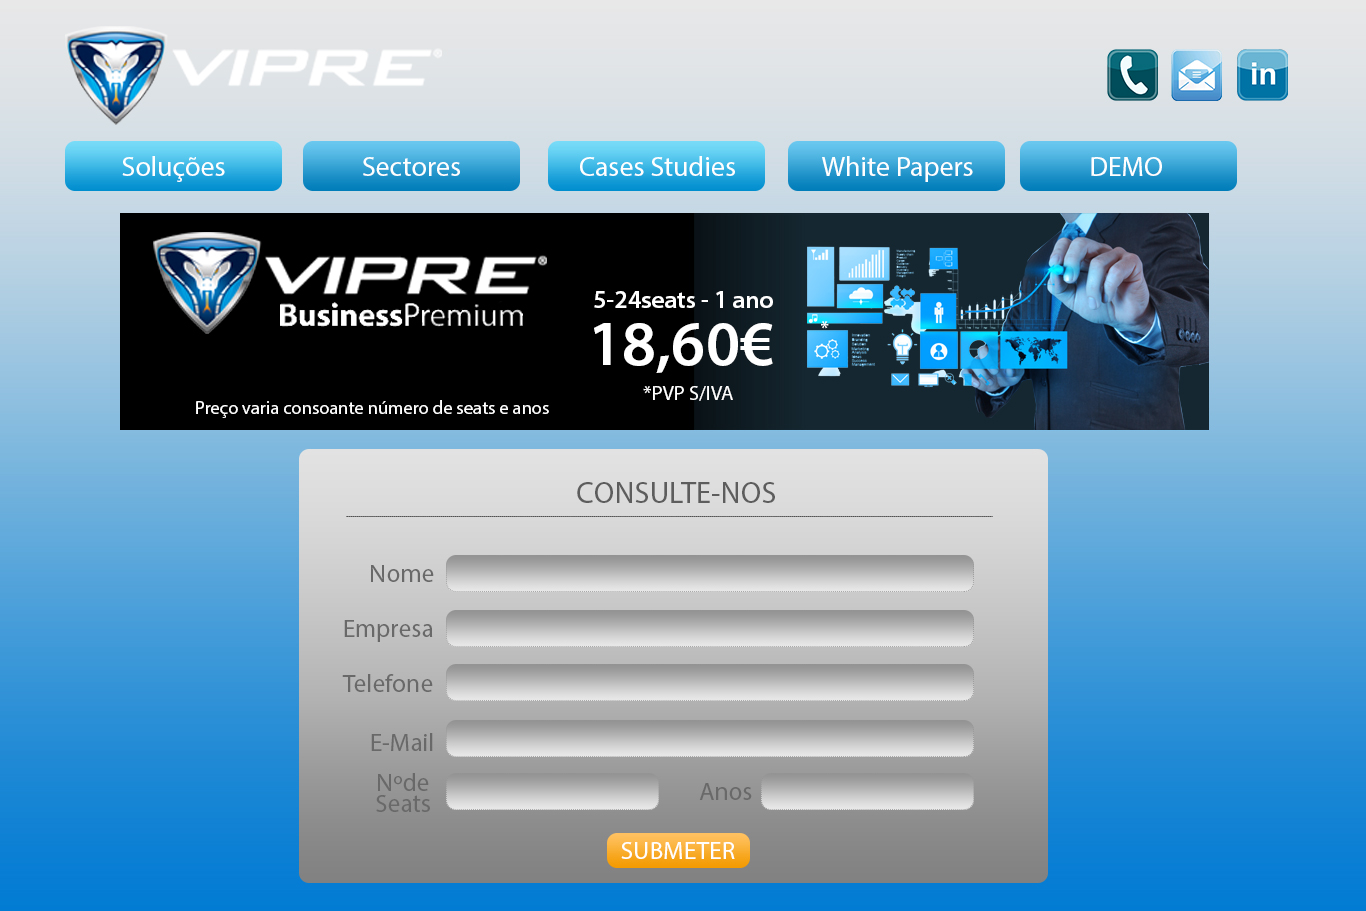 VIPRE®
in
Soluções
Sectores
Cases Studies
White Papers
DEMO
VIPRE®
BusinessPremium
5-24seats - 1 ano
18,60€
*PVP S/IVA
Preço varia consoante número de seats e anos
CONSULTE-NOS
Nome
Empresa
Telefone
E-Mail
Nºde
Seats
Anos
SUBMETER